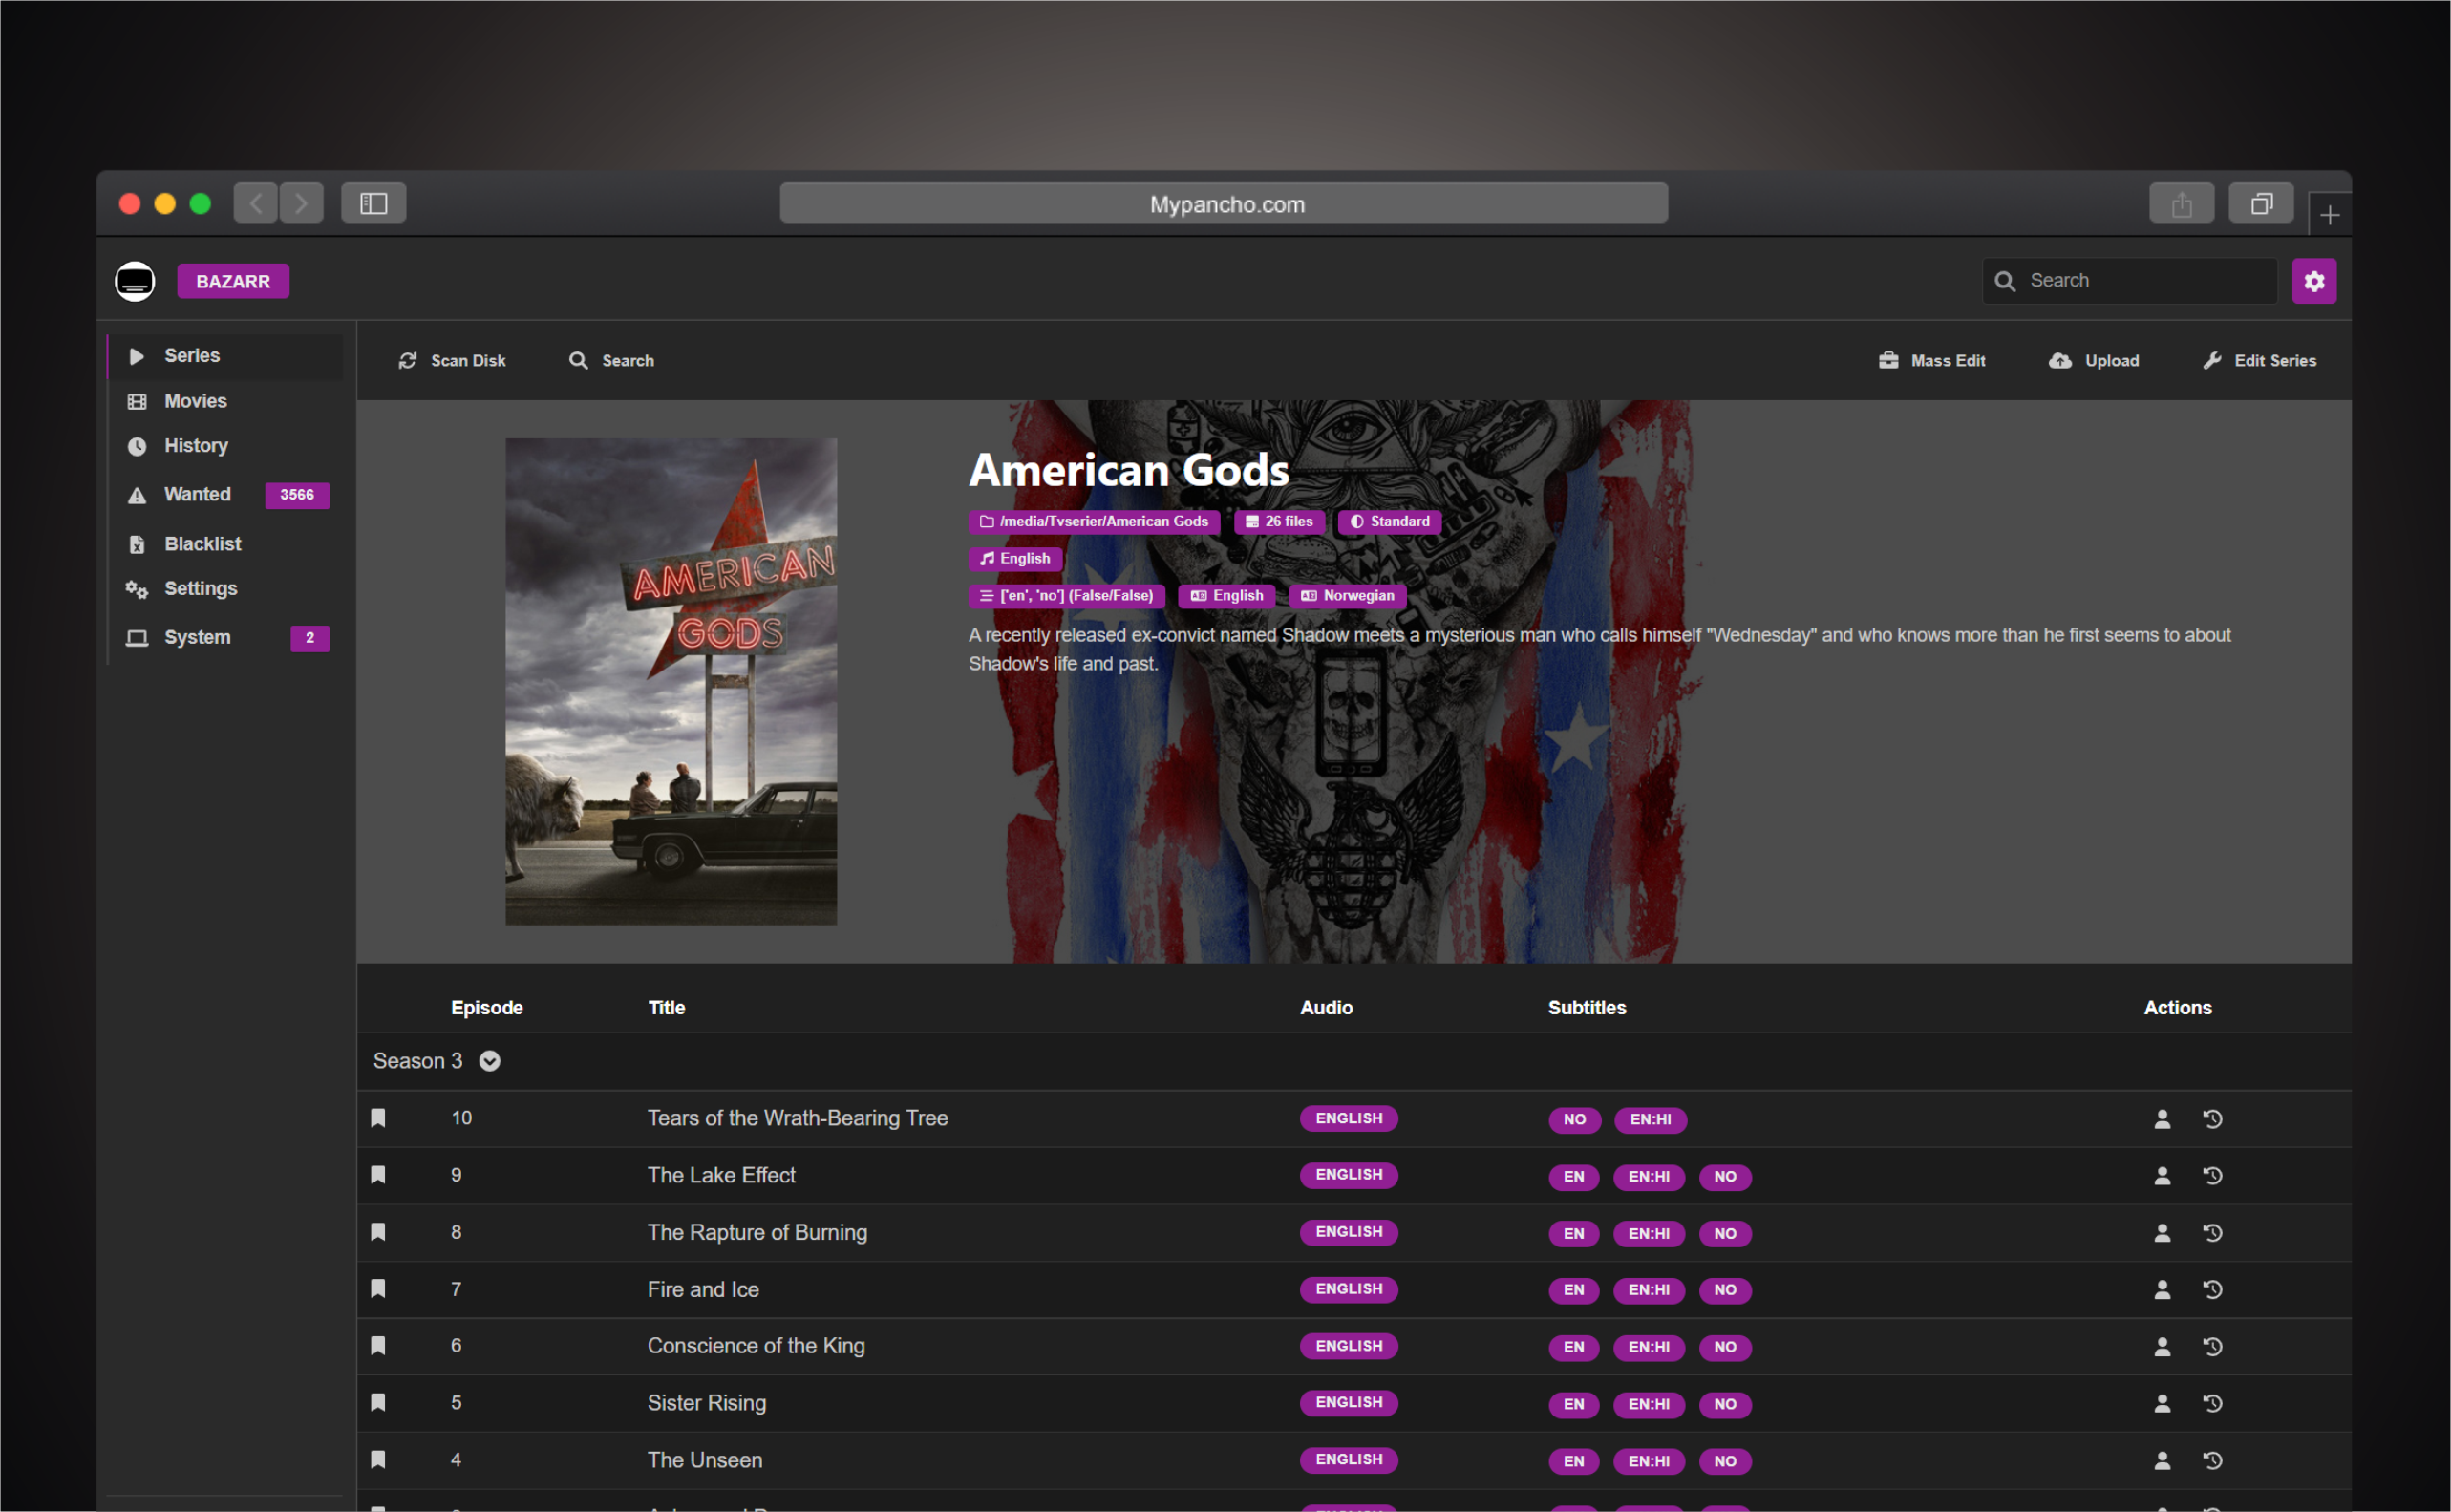 Mypancho.com
BAZARR
Search
Series
Movies
History
Wanted 3566
Blacklist
Settings
System 2
Scan Disk Search Mass Edit Upload Edit Series
AMERICAN
GODS
American Gods
/media/Tvserier/American Gods 26 files Standard
English
['en', 'no'] (False/False) English Norwegian
A recently released ex-convict named Shadow meets a mysterious man who calls himself "Wednesday" and who knows more than he first seems to about
Shadow's life and past.
Episode Title Audio Subtitles Actions
Season 3
10 Tears of the Wrath-Bearing Tree ENGLISH NO EN:HI
9 The Lake Effect ENGLISH EN EN:HI NO
8 The Rapture of Burning ENGLISH EN EN:HI NO
7 Fire and Ice ENGLISH EN EN:HI NO
6 Conscience of the King ENGLISH EN EN:HI NO
5 Sister Rising ENGLISH EN EN:HI NO
4 The Unseen ENGLISH EN EN:HI NO